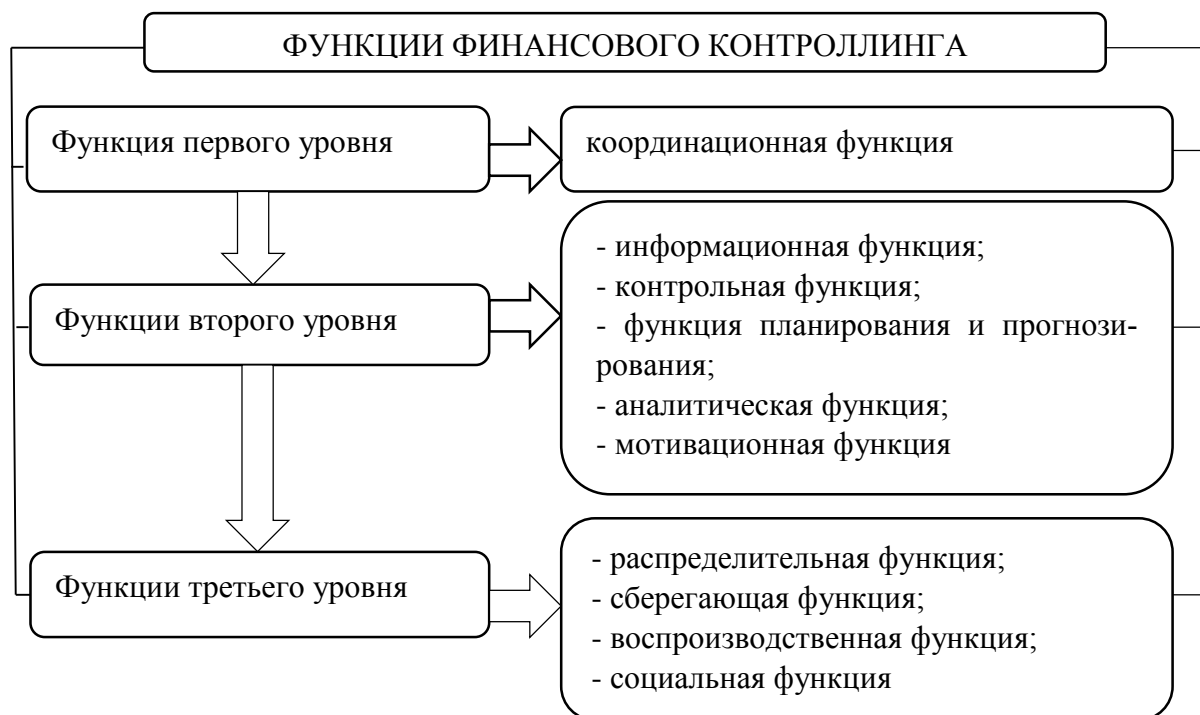 ФУНКЦИИ ФИНАНСОВОГО КОНТРОЛЛИНГА
Функция первого уровня
координационная функция
Функции второго уровня
- информационная функция;
- контрольная функция;
- функция планирования и прогнози-
рования;
- аналитическая функция;
- мотивационная функция
Функции третьего уровня
- распределительная функция;
- сберегающая функция;
- воспроизводственная функция;
- социальная функция